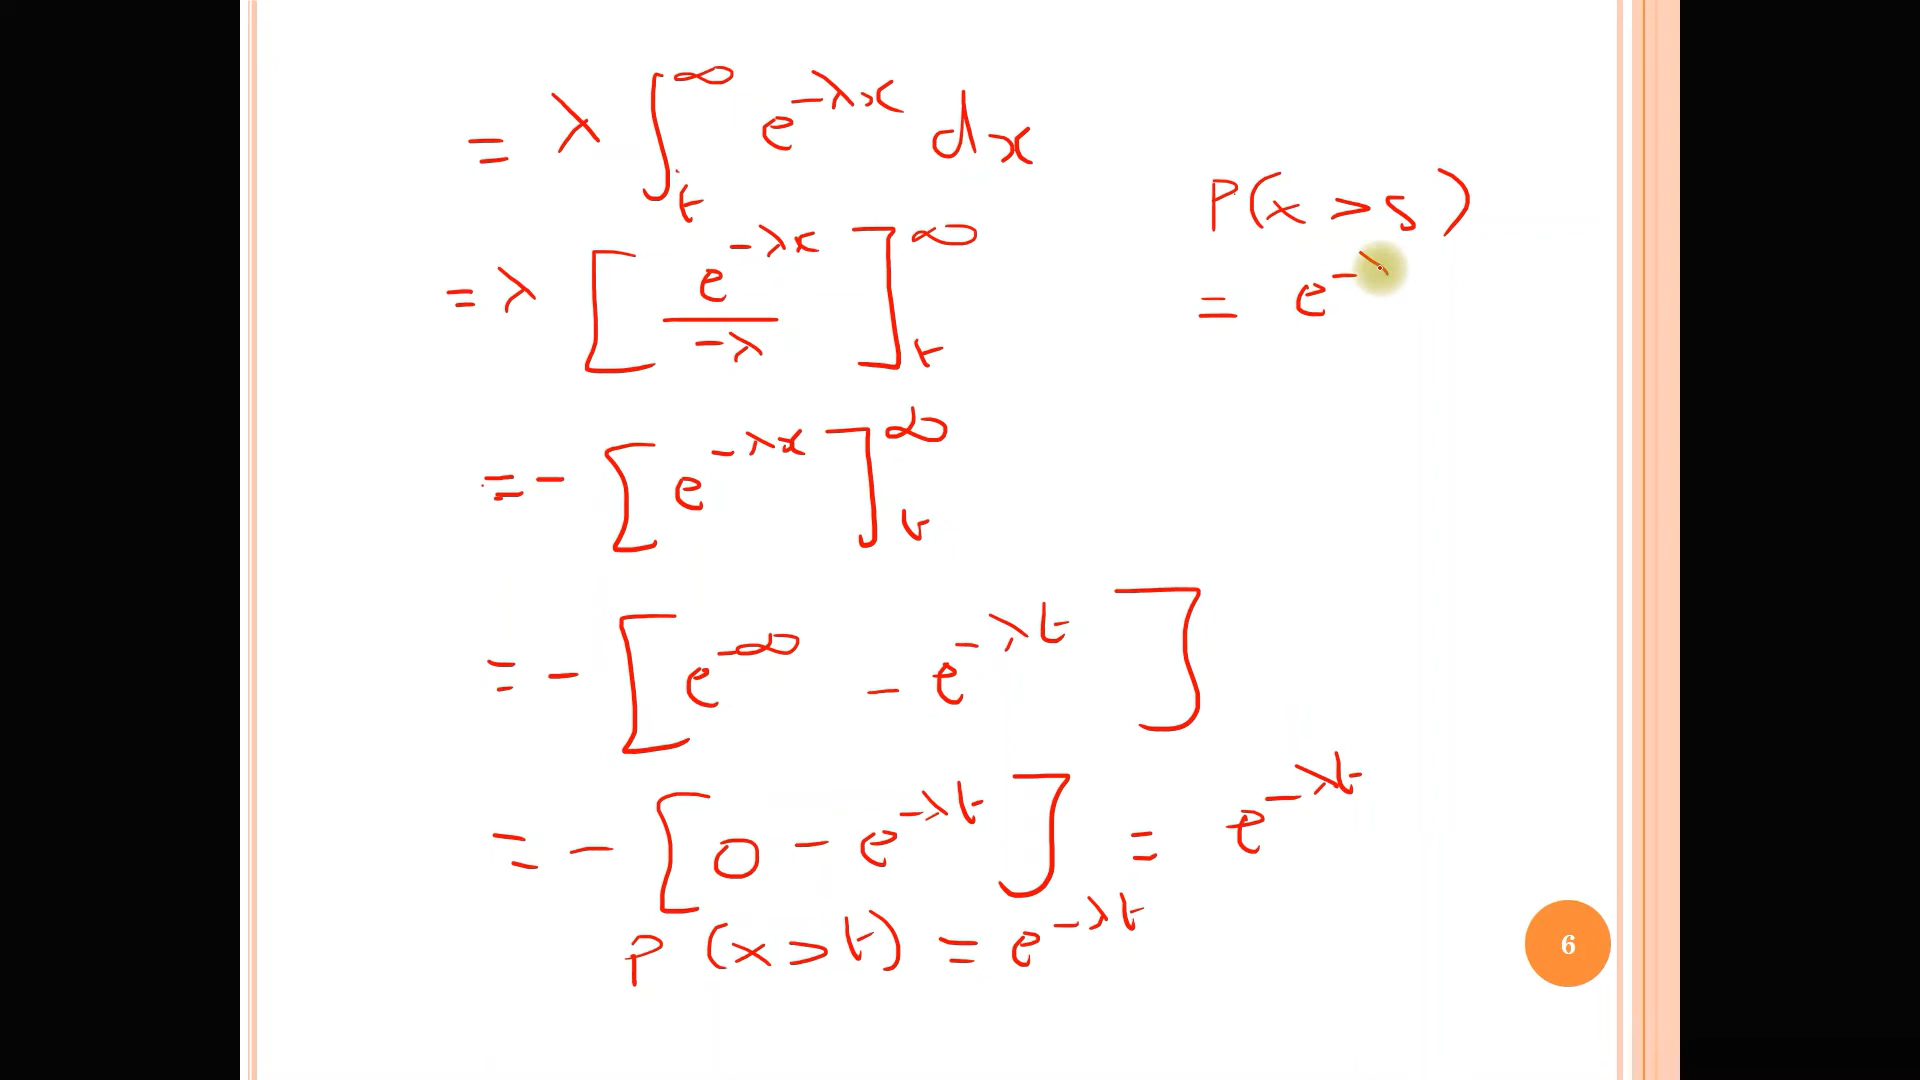 = λ ∫_t^∞ e^{-λx} dx
= λ [ e^{-λx} / -λ ]_t^∞
= - [ e^{-λx} ]_t^∞
= - [ e^{-∞} - e^{-λt} ]
= - [ 0 - e^{-λt} ] = e^{-λt}
P (x > t) = e^{-λt}
P(x > s)
= e^{-
6